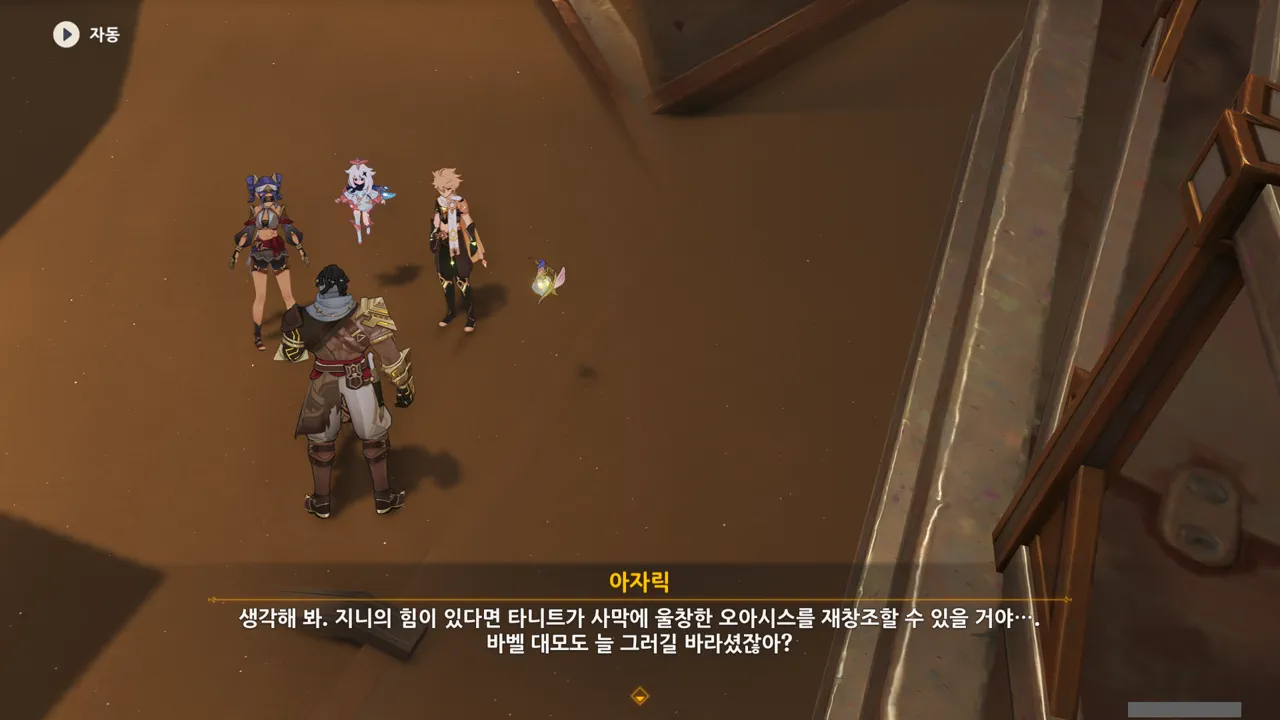 자동
아자릭
생각해 봐. 지니의 힘이 있다면 타니트가 사막에 울창한 오아시스를 재창조할 수 있을 거야….
바벨 대모도 늘 그러길 바라셨잖아?